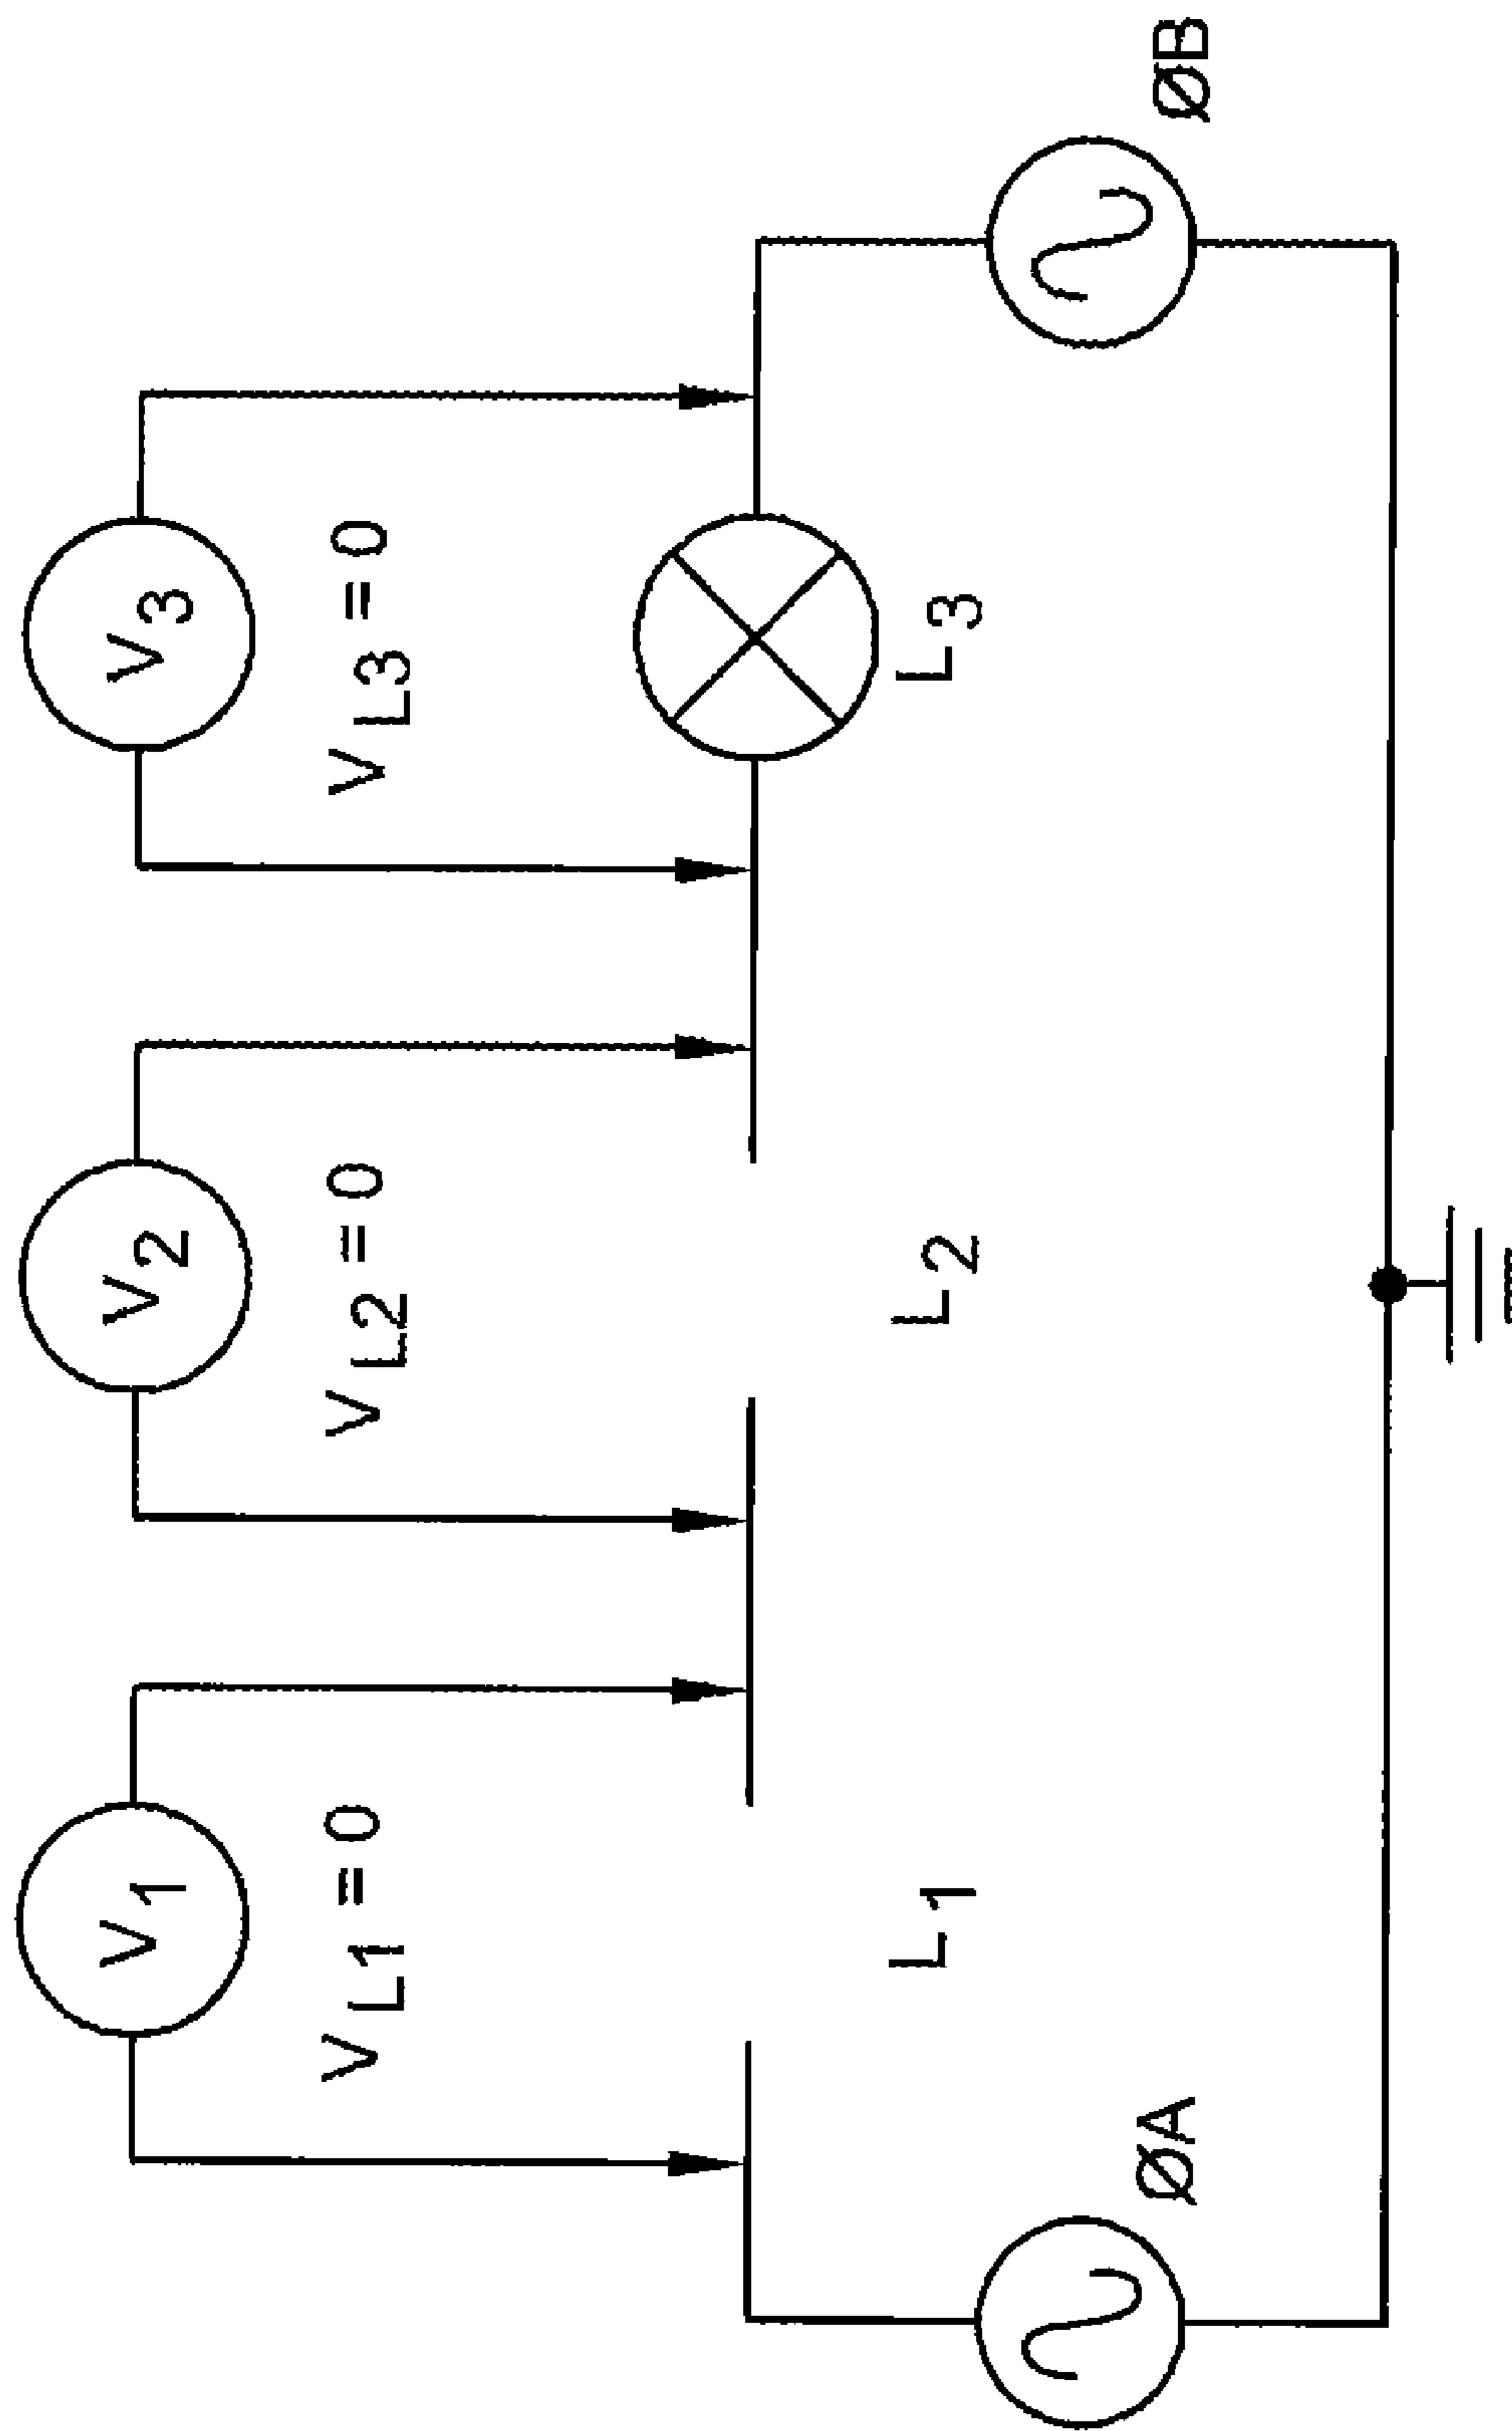 V1
V2
V3
VL1 = 0
VL2 = 0
VL3 = 0
L1
L2
L3
ØA
ØB